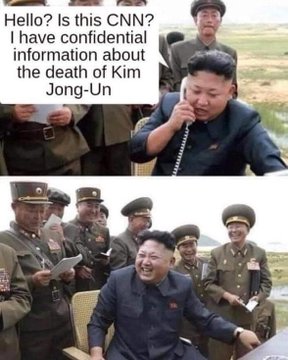 Hello? Is this CNN?
I have confidential
information about
the death of Kim
Jong-Un